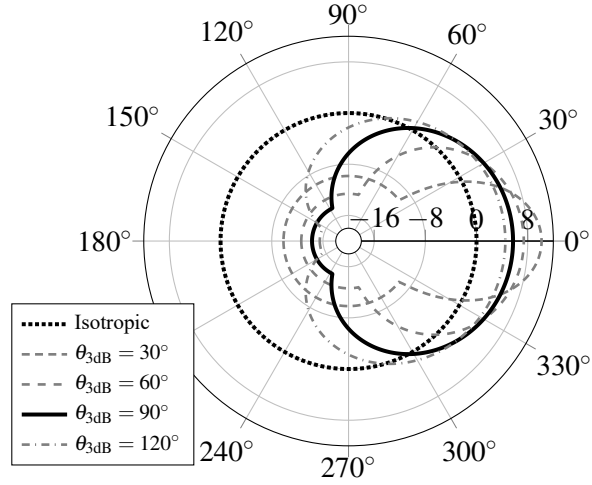 90°
120°
60°
150°
30°
−16 −8 0 8
180°
0°
Isotropic
θ3dB = 30°
θ3dB = 60°
θ3dB = 90°
θ3dB = 120°
330°
240°
300°
270°